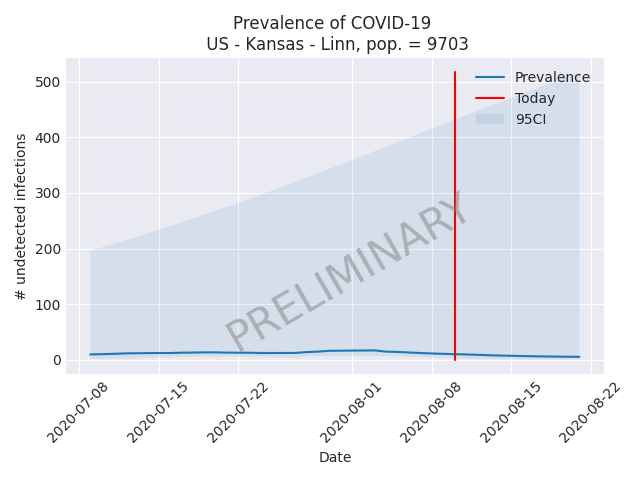 Prevalence of COVID-19
US - Kansas - Linn, pop. = 9703
Prevalence
Today
95CI
# undetected infections
500
400
300
200
100
0
PRELIMINARY
2020-07-08
2020-07-15
2020-07-22
2020-08-01
2020-08-08
2020-08-15
2020-08-22
Date